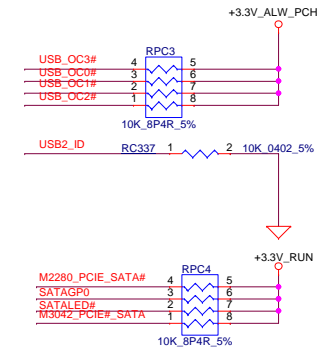 +3.3V_ALW_PCH
RPC3
USB_OC3# 4 5
USB_OC0# 3 6
USB_OC1# 2 7
USB_OC2# 1 8
10K_8P4R_5%
USB2_ID RC337 1 2 10K_0402_5%
+3.3V_RUN
RPC4
M2280_PCIE_SATA# 4 5
SATAGP0 3 6
SATALED# 2 7
M3042_PCIE#_SATA 1 8
10K_8P4R_5%